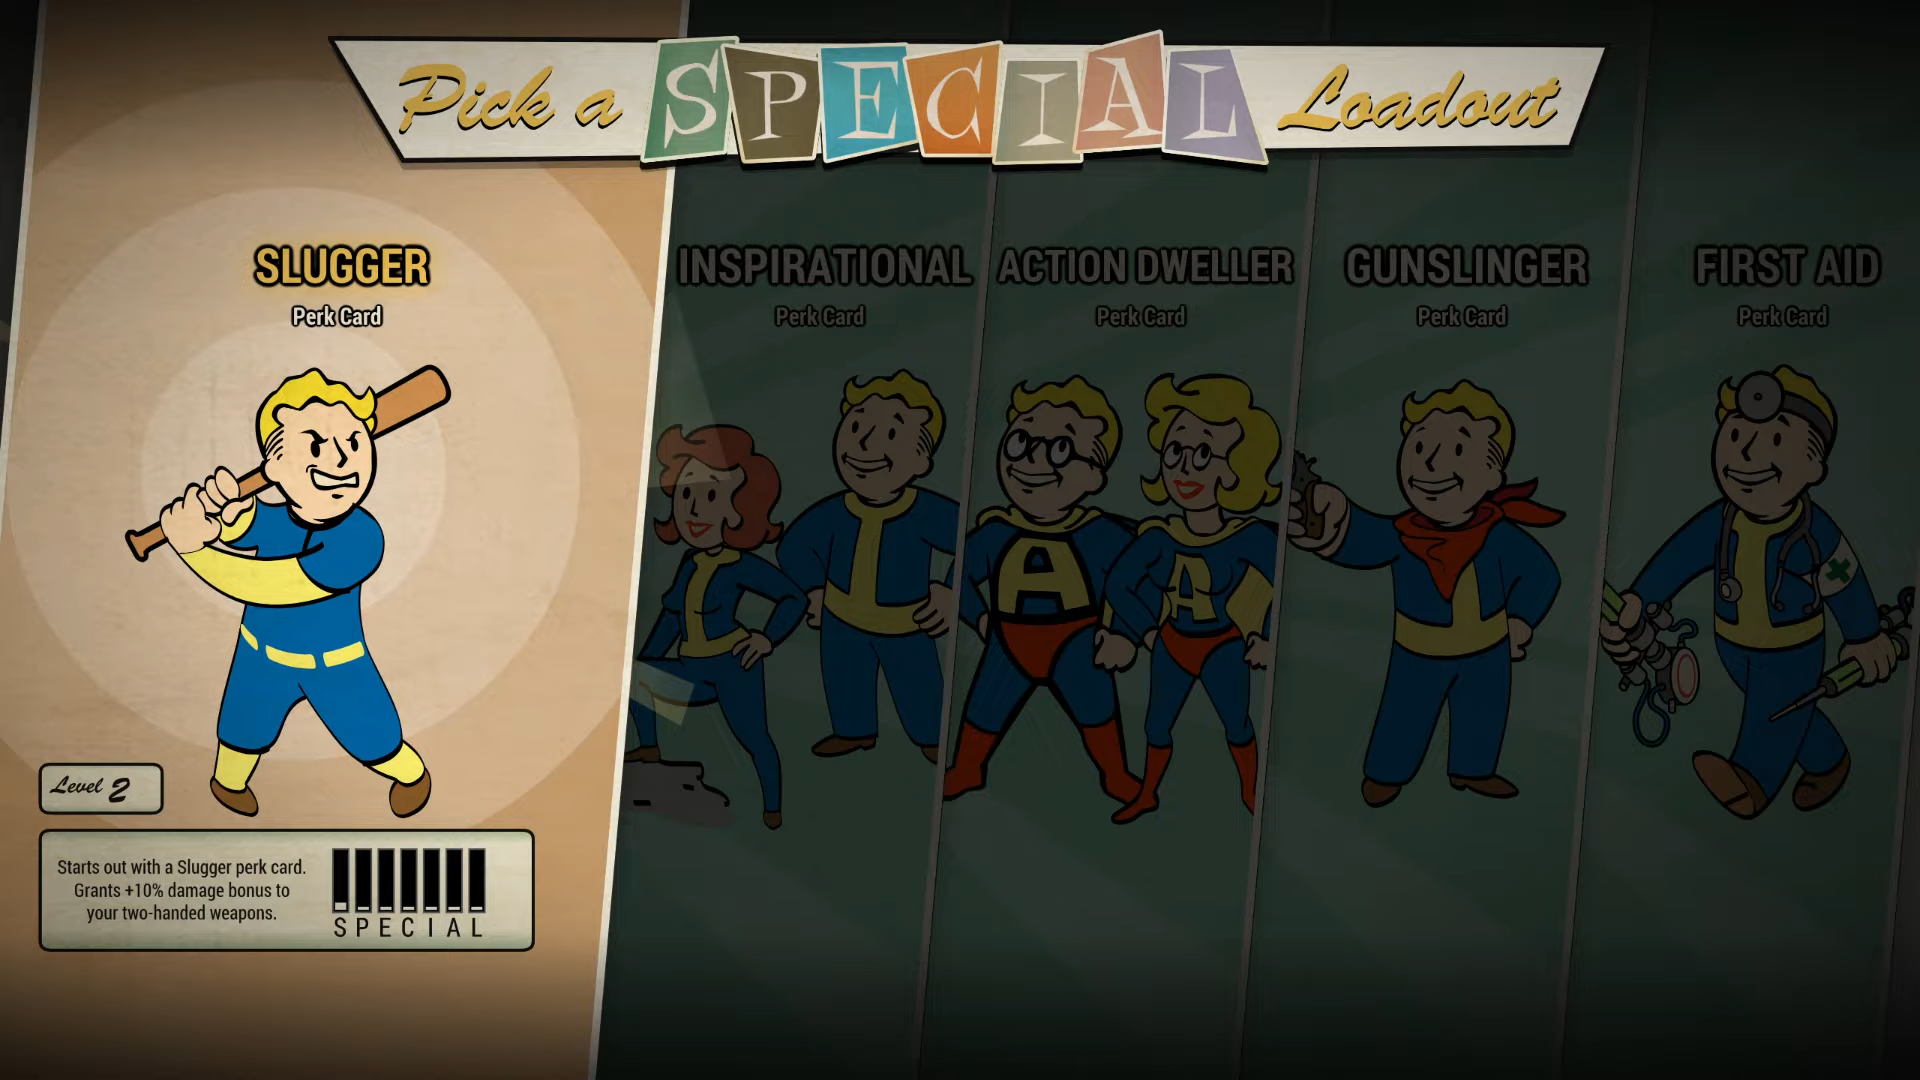 Pick a SPECIAL Loadout
SLUGGER
Perk Card
INSPIRATIONAL
Perk Card
ACTION DWELLER
Perk Card
GUNSLINGER
Perk Card
FIRST AID
Perk Card
A
A
Level 2
Starts out with a Slugger perk card.
Grants +10% damage bonus to
your two-handed weapons.
S P E C I A L